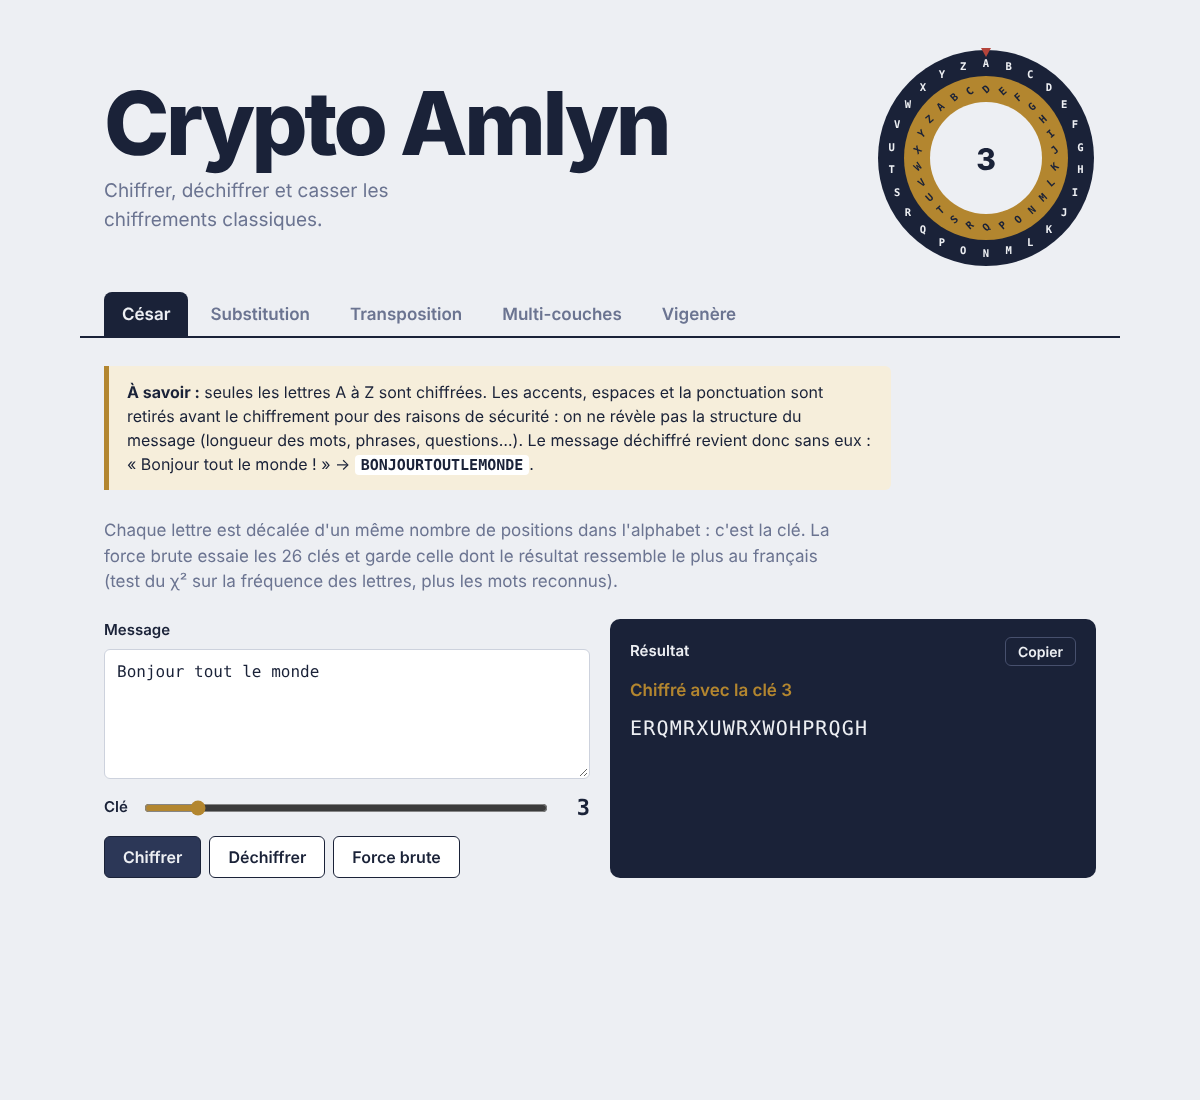 Crypto Amlyn
Chiffrer, déchiffrer et casser les
chiffrements classiques.
A B C D E F G H I J K L M N O P Q R S T U V W X Y Z
D E F G H I J K L M N O P Q R S T U V W X Y Z A B C
3
César Substitution Transposition Multi-couches Vigenère
À savoir : seules les lettres A à Z sont chiffrées. Les accents, espaces et la ponctuation sont
retirés avant le chiffrement pour des raisons de sécurité : on ne révèle pas la structure du
message (longueur des mots, phrases, questions…). Le message déchiffré revient donc sans eux :
« Bonjour tout le monde ! » → BONJOURTOUTLEMONDE.
Chaque lettre est décalée d'un même nombre de positions dans l'alphabet : c'est la clé. La
force brute essaie les 26 clés et garde celle dont le résultat ressemble le plus au français
(test du χ² sur la fréquence des lettres, plus les mots reconnus).
Message
Bonjour tout le monde
Clé 3
Chiffrer Déchiffrer Force brute
Résultat Copier
Chiffré avec la clé 3
ERQMRXUWRXWOHPRQGH